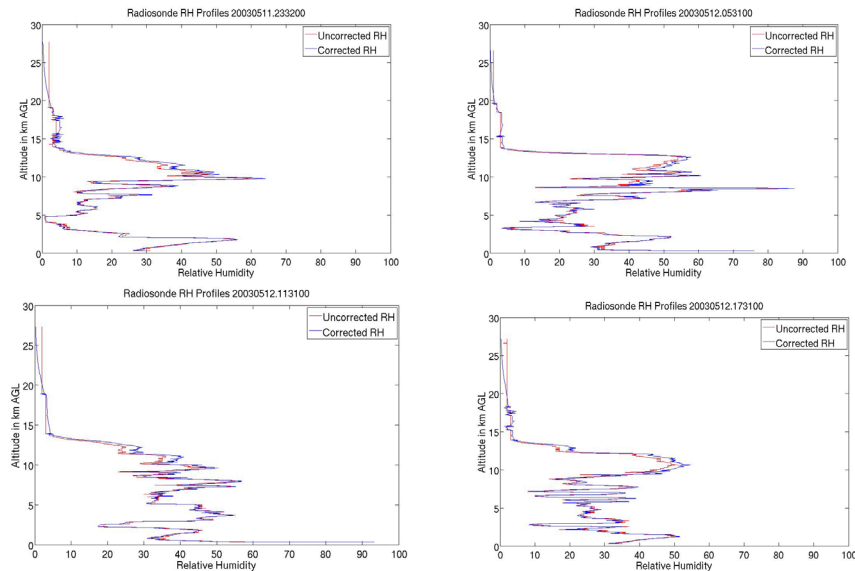 Radiosonde RH Profiles 20030511.233200
30
25
20
15
10
5
0
Altitude in km AGL
Uncorrected RH
Corrected RH
0 10 20 30 40 50 60 70 80 90 100
Relative Humidity
Radiosonde RH Profiles 20030512.053100
30
25
20
15
10
5
0
Altitude in km AGL
Uncorrected RH
Corrected RH
0 10 20 30 40 50 60 70 80 90 100
Relative Humidity
Radiosonde RH Profiles 20030512.113100
30
25
20
15
10
5
0
Altitude in km AGL
Uncorrected RH
Corrected RH
0 10 20 30 40 50 60 70 80 90 100
Relative Humidity
Radiosonde RH Profiles 20030512.173100
30
25
20
15
10
5
0
Altitude in km AGL
Uncorrected RH
Corrected RH
0 10 20 30 40 50 60 70 80 90 100
Relative Humidity